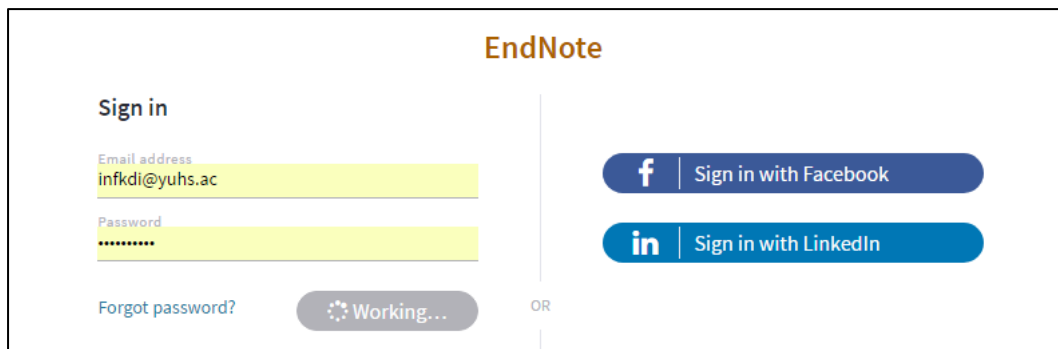 EndNote
Sign in
Email address
infkdi@yuhs.ac
Password
••••••••••
Forgot password?
Working...
OR
Sign in with Facebook
in Sign in with LinkedIn